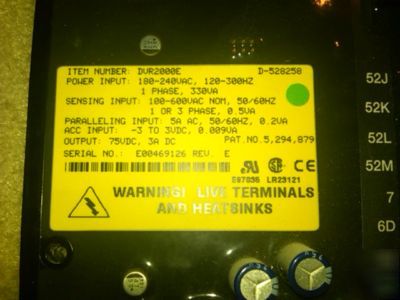 ITEM NUMBER: DVR2000E D-528258
POWER INPUT: 180-240VAC, 120-300HZ
1 PHASE, 330VA
SENSING INPUT: 100-600VAC NOM, 50/60HZ
1 OR 3 PHASE, 0.5VA
PARALLELING INPUT: 5A AC, 50/60HZ, 0.2VA
ACC INPUT: -3 TO 3VDC, 0.009VA
OUTPUT: 75VDC, 3A DC PAT.NO.5,294,879
SERIAL NO.: E00469126 REV. E
E97035 LR23121
WARNING! LIVE TERMINALS
AND HEATSINKS
52J
52K
52L
52M
7
6D